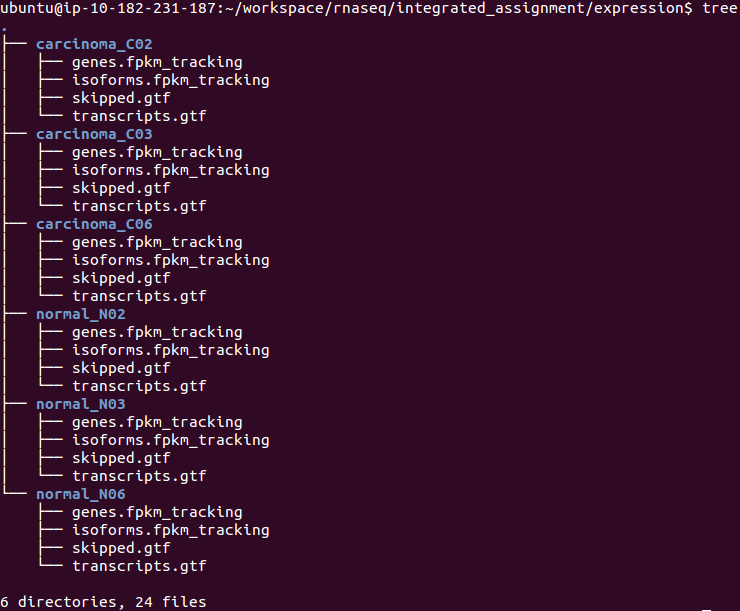 ubuntu@ip-10-182-231-187:~/workspace/rnaseq/integrated_assignment/expression$ tree
.
├── carcinoma_C02
│   ├── genes.fpkm_tracking
│   ├── isoforms.fpkm_tracking
│   ├── skipped.gtf
│   └── transcripts.gtf
├── carcinoma_C03
│   ├── genes.fpkm_tracking
│   ├── isoforms.fpkm_tracking
│   ├── skipped.gtf
│   └── transcripts.gtf
├── carcinoma_C06
│   ├── genes.fpkm_tracking
│   ├── isoforms.fpkm_tracking
│   ├── skipped.gtf
│   └── transcripts.gtf
├── normal_N02
│   ├── genes.fpkm_tracking
│   ├── isoforms.fpkm_tracking
│   ├── skipped.gtf
│   └── transcripts.gtf
├── normal_N03
│   ├── genes.fpkm_tracking
│   ├── isoforms.fpkm_tracking
│   ├── skipped.gtf
│   └── transcripts.gtf
└── normal_N06
    ├── genes.fpkm_tracking
    ├── isoforms.fpkm_tracking
    ├── skipped.gtf
    └── transcripts.gtf

6 directories, 24 files